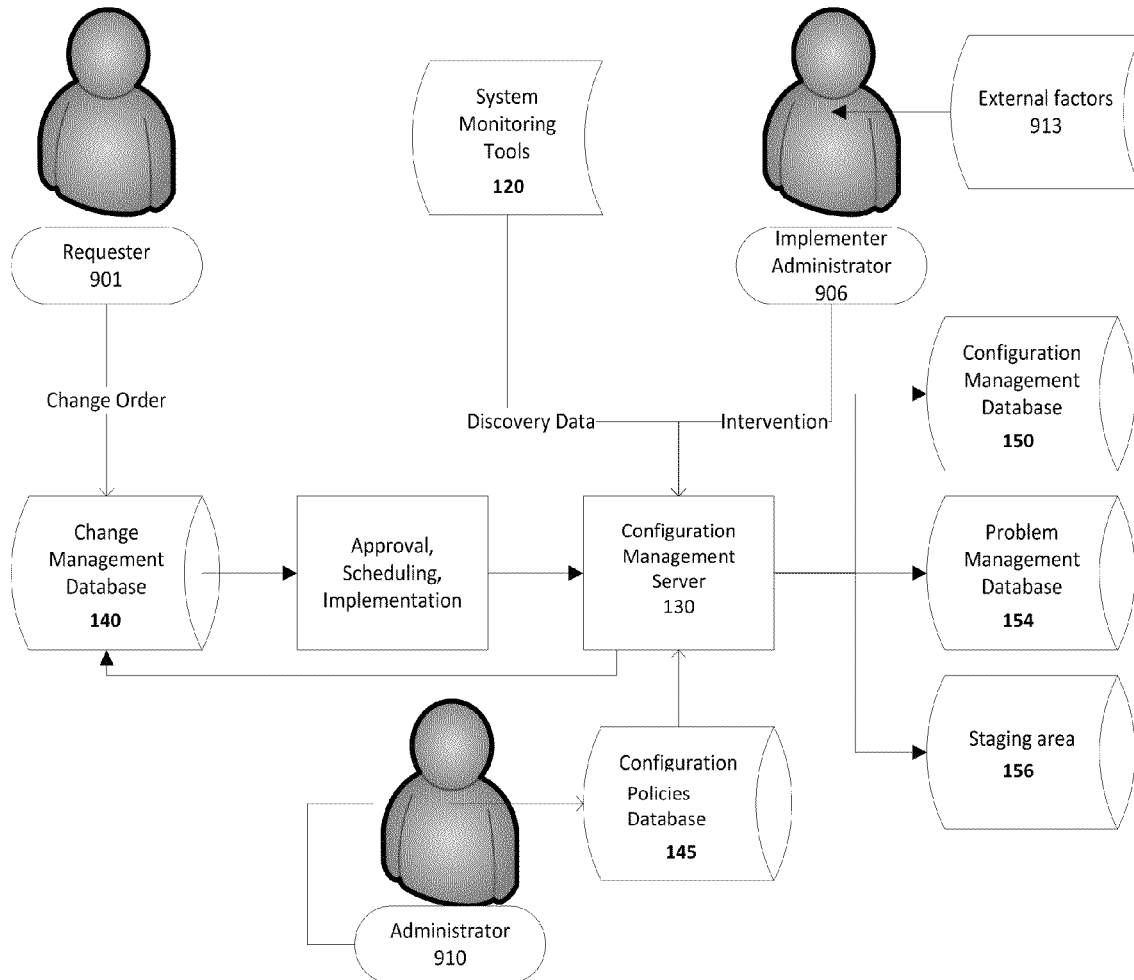 System
Monitoring
Tools
120
External factors
913
Requester
901
Implementer
Administrator
906
Change Order
Discovery Data
Intervention
Configuration
Management
Database
150
Change
Management
Database
140
Approval,
Scheduling,
Implementation
Configuration
Management
Server
130
Problem
Management
Database
154
Configuration
Policies
Database
145
Staging area
156
Administrator
910